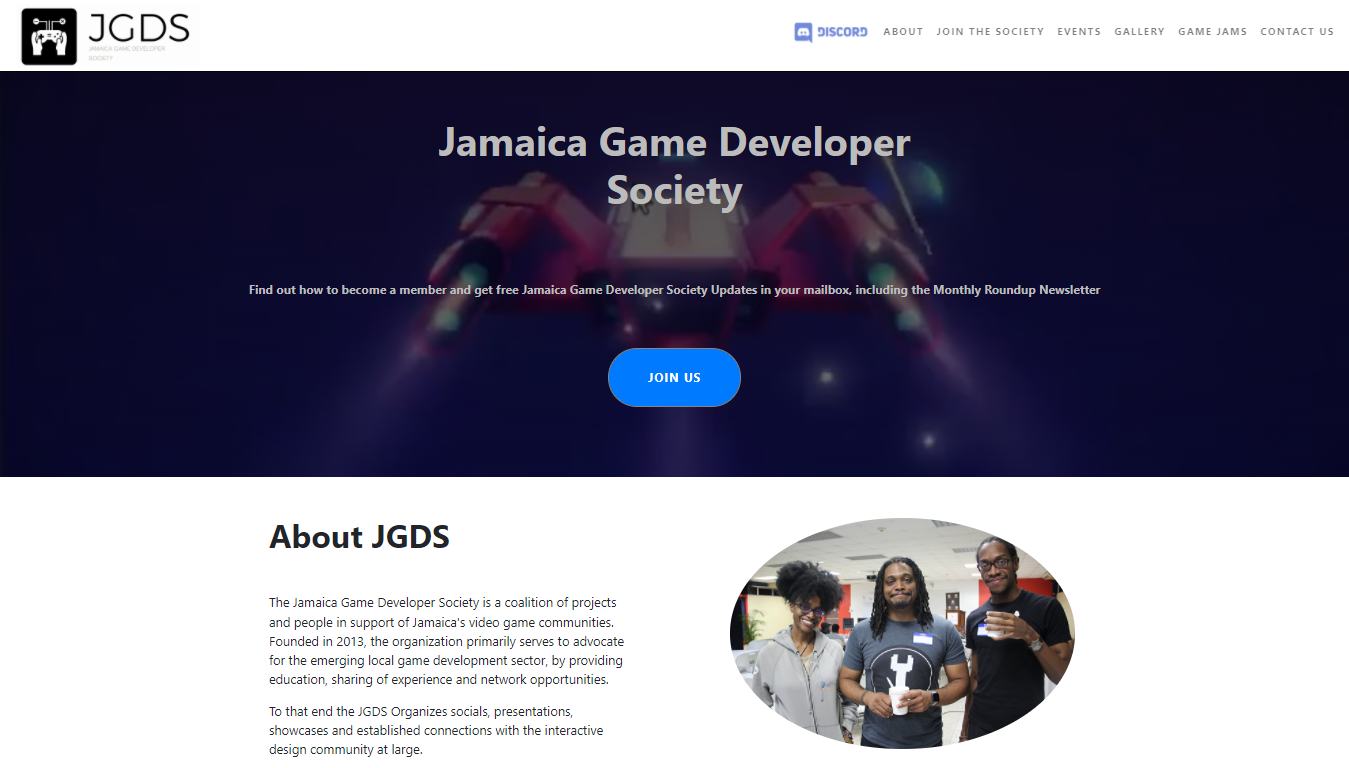 JGDS
JAMAICA GAME DEVELOPER
SOCIETY
DISCORD ABOUT JOIN THE SOCIETY EVENTS GALLERY GAME JAMS CONTACT US
Jamaica Game Developer
Society
Find out how to become a member and get free Jamaica Game Developer Society Updates in your mailbox, including the Monthly Roundup Newsletter
JOIN US
About JGDS
The Jamaica Game Developer Society is a coalition of projects
and people in support of Jamaica's video game communities.
Founded in 2013, the organization primarily serves to advocate
for the emerging local game development sector, by providing
education, sharing of experience and network opportunities.
To that end the JGDS Organizes socials, presentations,
showcases and established connections with the interactive
design community at large.